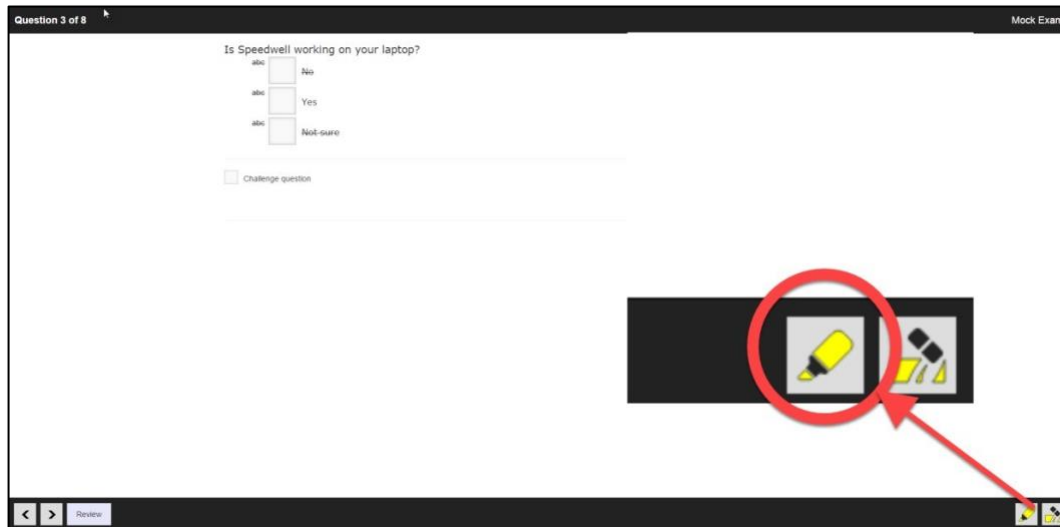 Question 3 of 8
Mock Exam
Is Speedwell working on your laptop?
abc No
abc Yes
abc Not sure
Challenge question
Review